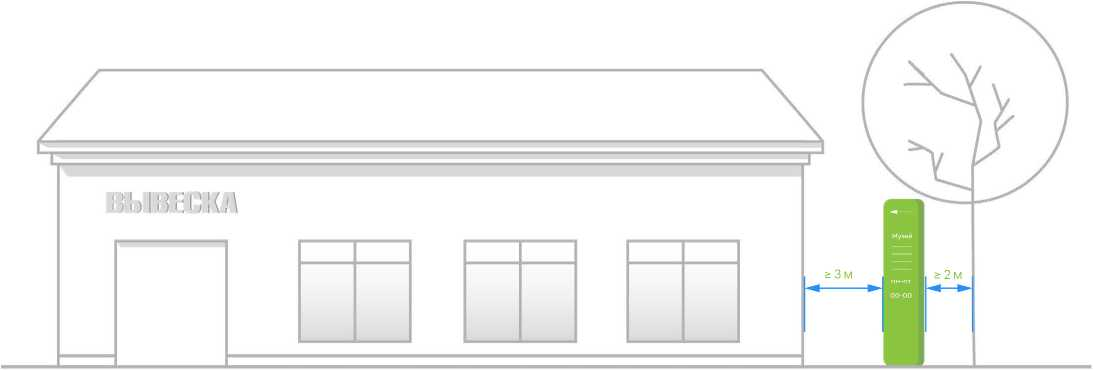 ВЫВЕСКА
≥ 3 м
≥ 2 м
Музей
пн-пт
00-00